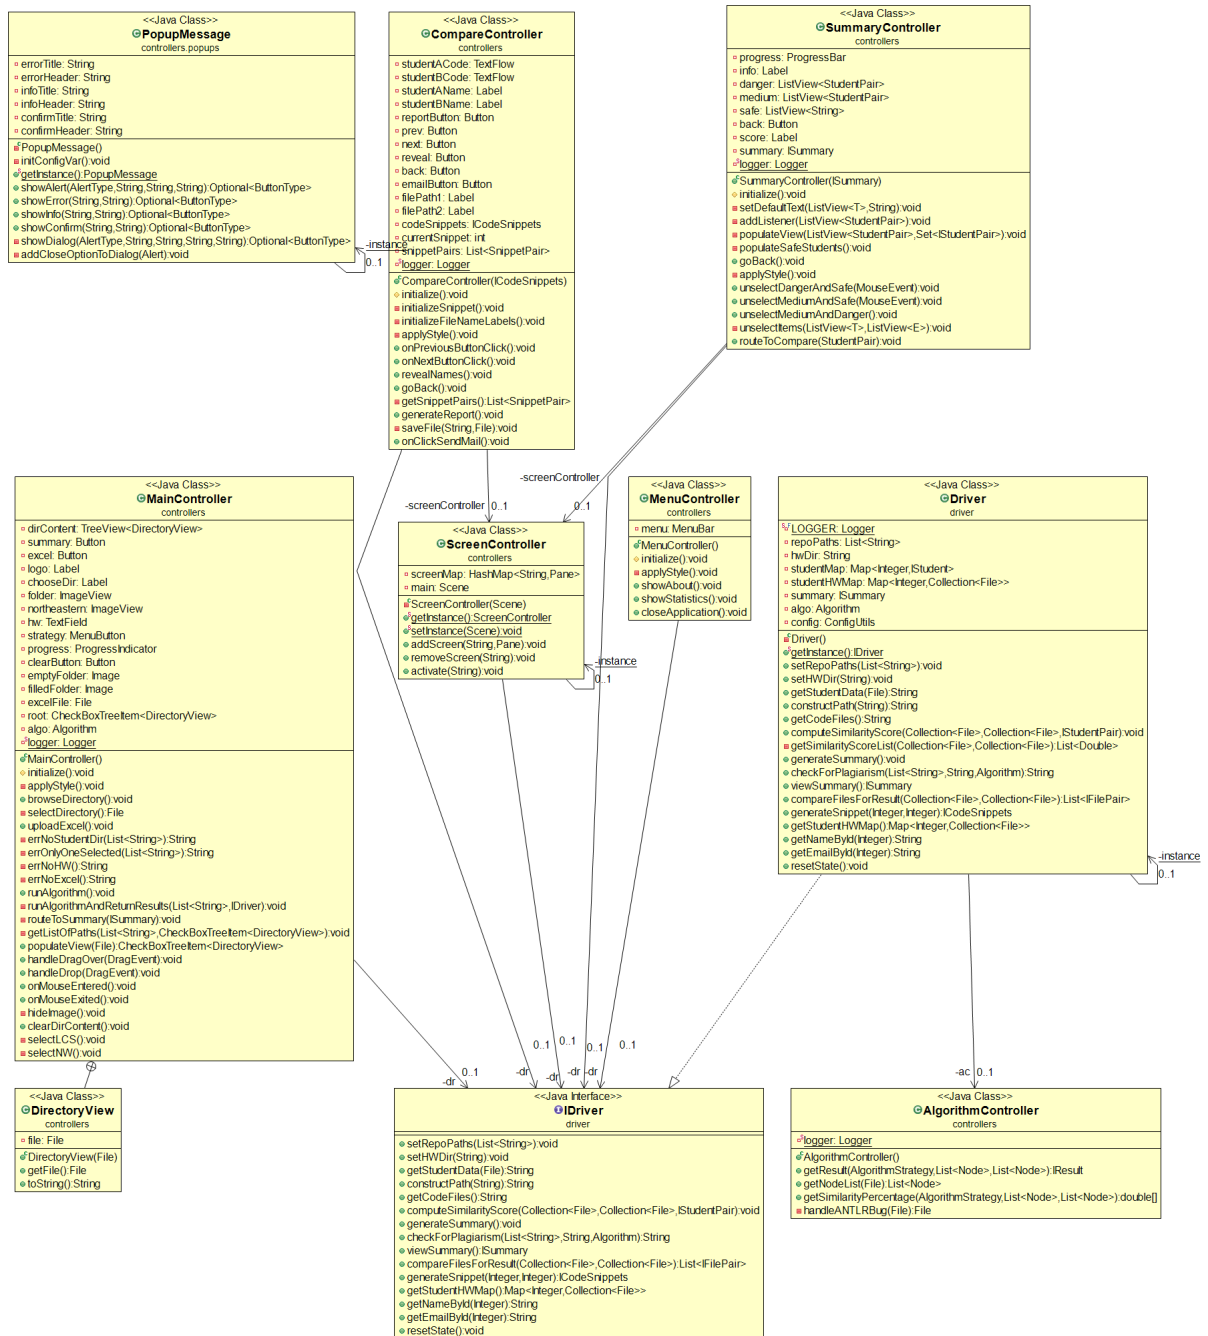 <<Java Class>>
PopupMessage
controllers.popups
errorTitle: String
errorHeader: String
infoTitle: String
infoHeader: String
confirmTitle: String
confirmHeader: String
PopupMessage()
initConfigVar():void
getInstance():PopupMessage
showAlert(AlertType,String,String,String):Optional<ButtonType>
showError(String,String):Optional<ButtonType>
showInfo(String,String):Optional<ButtonType>
showConfirm(String,String):Optional<ButtonType>
showDialog(AlertType,String,String,String,String):Optional<ButtonType>
addCloseOptionToDialog(Alert):void
-instance
0..1
<<Java Class>>
CompareController
controllers
studentACode: TextFlow
studentBCode: TextFlow
studentAName: Label
studentBName: Label
reportButton: Button
prev: Button
next: Button
reveal: Button
back: Button
emailButton: Button
filePath1: Label
filePath2: Label
codeSnippets: ICodeSnippets
currentSnippet: int
snippetPairs: List<SnippetPair>
logger: Logger
CompareController(ICodeSnippets)
initialize():void
initializeSnippet():void
initializeFileNameLabels():void
applyStyle():void
onPreviousButtonClick():void
onNextButtonClick():void
revealNames():void
goBack():void
getSnippetPairs():List<SnippetPair>
generateReport():void
saveFile(String,File):void
onClickSendMail():void
<<Java Class>>
SummaryController
controllers
progress: ProgressBar
info: Label
danger: ListView<StudentPair>
medium: ListView<StudentPair>
safe: ListView<String>
back: Button
score: Label
summary: ISummary
logger: Logger
SummaryController(ISummary)
initialize():void
setDefaultText(ListView<T>,String):void
addListener(ListView<StudentPair>):void
populateView(ListView<StudentPair>,Set<IStudentPair>):void
populateSafeStudents():void
goBack():void
applyStyle():void
unselectDangerAndSafe(MouseEvent):void
unselectMediumAndSafe(MouseEvent):void
unselectMediumAndDanger():void
unselectItems(ListView<T>,ListView<E>):void
routeToCompare(StudentPair):void
<<Java Class>>
MainController
controllers
dirContent: TreeView<DirectoryView>
summary: Button
excel: Button
logo: Label
chooseDir: Label
folder: ImageView
northeastern: ImageView
hw: TextField
strategy: MenuButton
progress: ProgressIndicator
clearButton: Button
emptyFolder: Image
filledFolder: Image
excelFile: File
root: CheckBoxTreeItem<DirectoryView>
algo: Algorithm
logger: Logger
MainController()
initialize():void
applyStyle():void
browseDirectory():void
selectDirectory():File
uploadExcel():void
errNoStudentDir(List<String>):String
errOnlyOneSelected(List<String>):String
errNoHW():String
errNoExcel():String
runAlgorithm():void
runAlgorithmAndReturnResults(List<String>,IDriver):void
routeToSummary(ISummary):void
getListOfPaths(List<String>,CheckBoxTreeItem<DirectoryView>):void
populateView(File):CheckBoxTreeItem<DirectoryView>
handleDragOver(DragEvent):void
handleDrop(DragEvent):void
onMouseEntered():void
onMouseExited():void
hideImage():void
clearDirContent():void
selectLCS():void
selectNW():void
-screenController
0..1
-screenController
0..1
<<Java Class>>
ScreenController
controllers
screenMap: HashMap<String,Pane>
main: Scene
ScreenController(Scene)
getInstance():ScreenController
setInstance(Scene):void
addScreen(String,Pane):void
removeScreen(String):void
activate(String):void
-instance
0..1
<<Java Class>>
MenuController
controllers
menu: MenuBar
MenuController()
initialize():void
applyStyle():void
showAbout():void
showStatistics():void
closeApplication():void
<<Java Class>>
Driver
driver
LOGGER: Logger
repoPaths: List<String>
hwDir: String
studentMap: Map<Integer,IStudent>
studentHWMap: Map<Integer,Collection<File>>
summary: ISummary
algo: Algorithm
config: ConfigUtils
Driver()
getInstance():IDriver
setRepoPaths(List<String>):void
setHWDir(String):void
getStudentData(File):String
constructPath(String):String
getCodeFiles():String
computeSimilarityScore(Collection<File>,Collection<File>,IStudentPair):void
getSimilarityScoreList(Collection<File>,Collection<File>):List<Double>
generateSummary():void
checkForPlagiarism(List<String>,String,Algorithm):String
viewSummary():ISummary
compareFilesForResult(Collection<File>,Collection<File>):List<IFilePair>
generateSnippet(Integer,Integer):ICodeSnippets
getStudentHWMap():Map<Integer,Collection<File>>
getNameById(Integer):String
getEmailById(Integer):String
resetState():void
-instance
0..1
0..1
-dr
0..1
-dr
0..1
-dr
0..1
-dr
0..1
-dr
-ac
0..1
<<Java Class>>
DirectoryView
controllers
file: File
DirectoryView(File)
getFile():File
toString():String
<<Java Interface>>
IDriver
driver
setRepoPaths(List<String>):void
setHWDir(String):void
getStudentData(File):String
constructPath(String):String
getCodeFiles():String
computeSimilarityScore(Collection<File>,Collection<File>,IStudentPair):void
generateSummary():void
checkForPlagiarism(List<String>,String,Algorithm):String
viewSummary():ISummary
compareFilesForResult(Collection<File>,Collection<File>):List<IFilePair>
generateSnippet(Integer,Integer):ICodeSnippets
getStudentHWMap():Map<Integer,Collection<File>>
getNameById(Integer):String
getEmailById(Integer):String
resetState():void
<<Java Class>>
AlgorithmController
controllers
logger: Logger
AlgorithmController()
getResult(AlgorithmStrategy,List<Node>,List<Node>):IResult
getNodeList(File):List<Node>
getSimilarityPercentage(AlgorithmStrategy,List<Node>,List<Node>):double[]
handleANTLRBug(File):File